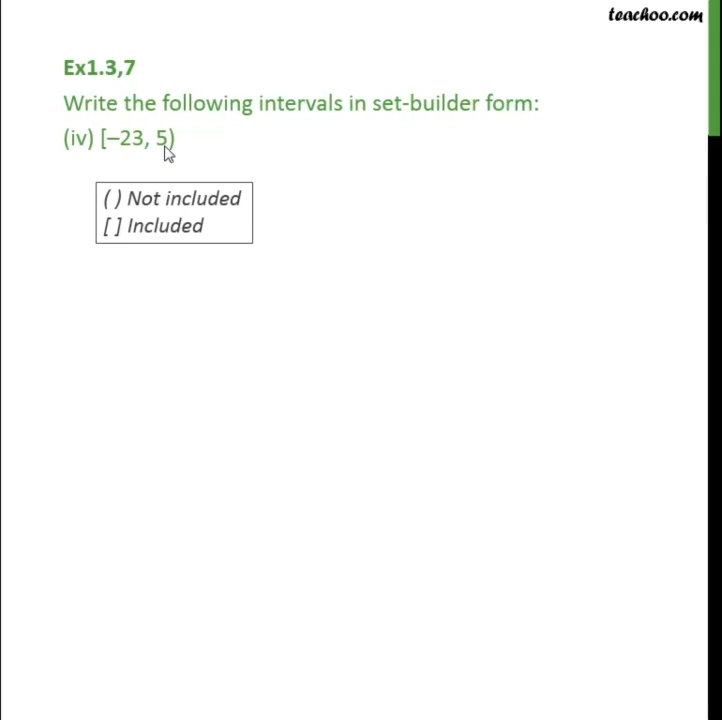 teachoo.com
Ex1.3,7
Write the following intervals in set-builder form:
(iv) [–23, 5)
( ) Not included
[ ] Included